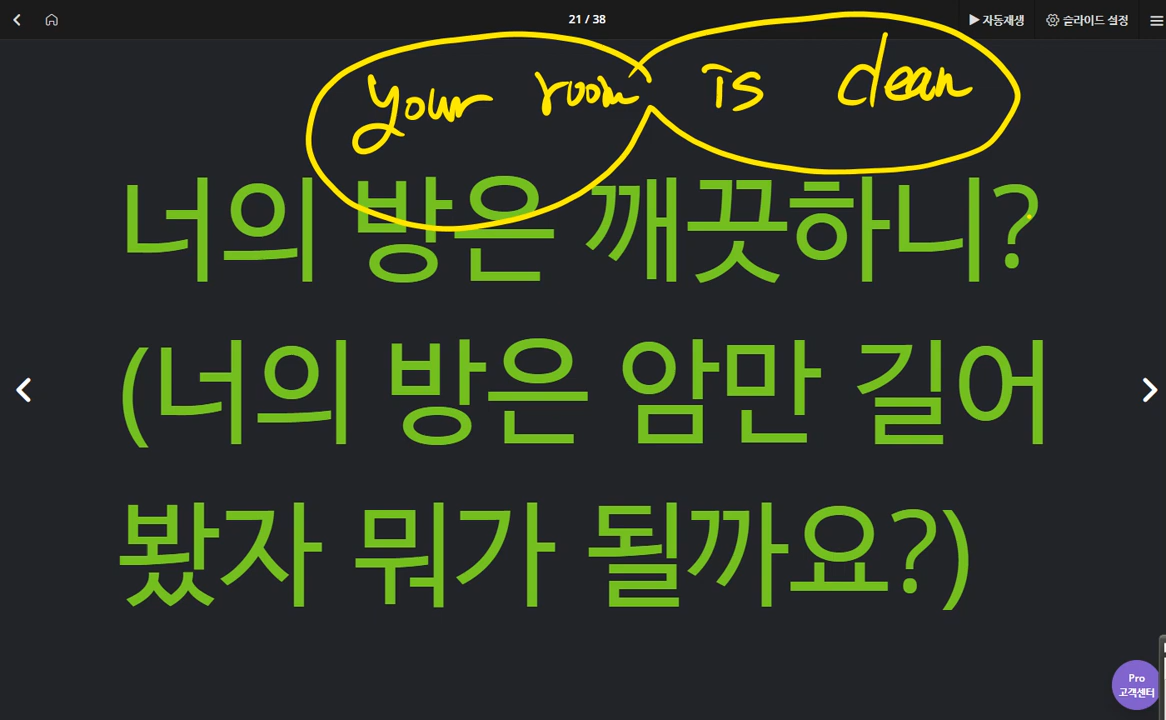 21 / 38
자동재생
슬라이드 설정
your room is clean
너의 방은 깨끗하니?
(너의 방은 암만 길어
봤자 뭐가 될까요?)
Pro
고객센터